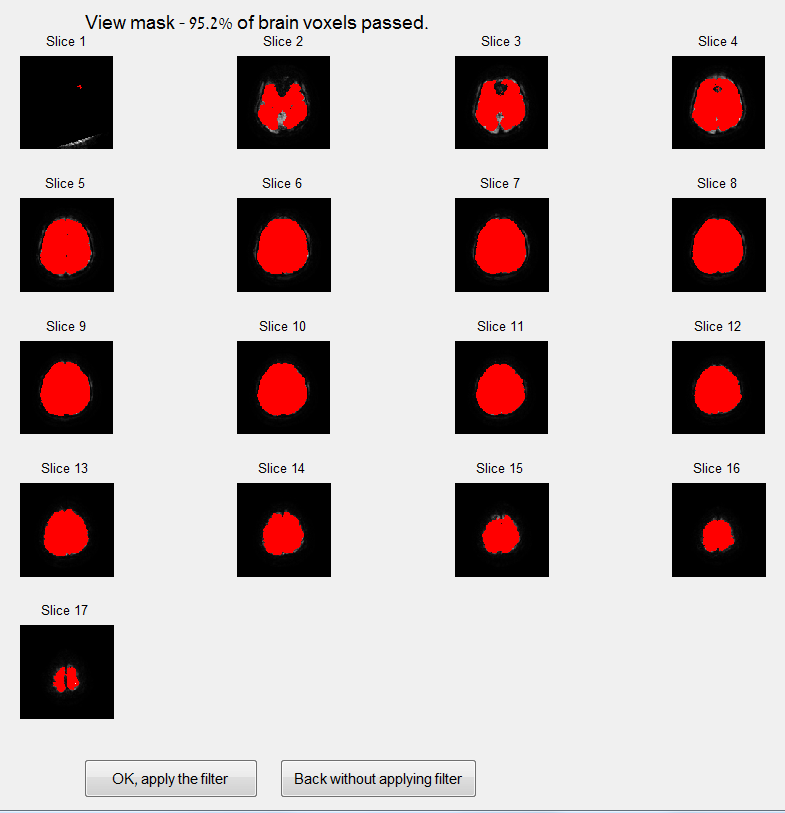 View mask - 95.2% of brain voxels passed.
Slice 1 Slice 2 Slice 3 Slice 4
Slice 5 Slice 6 Slice 7 Slice 8
Slice 9 Slice 10 Slice 11 Slice 12
Slice 13 Slice 14 Slice 15 Slice 16
Slice 17
OK, apply the filter Back without applying filter